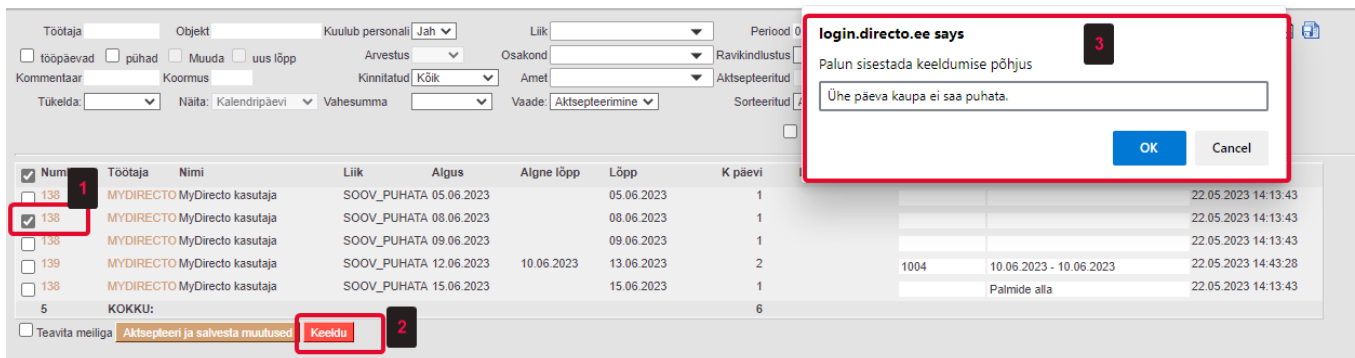 Töötaja Objekt Kuulub personali Jah Liik Periood 0
tööpäevad pühad Muuda uus lõpp Arvestus Osakond Ravikindlustus
Kommentaar Koormus Kinnitatud Kõik Amet Aktsepteeritud
Tükelda: Näita: Kalendripäevi Vahesumma Vaade: Aktsepteerimine Sorteeritud
login.directo.ee says
3
Palun sisestada keeldumise põhjus
Ühe päeva kaupa ei saa puhata.
OK Cancel
Num Töötaja Nimi Liik Algus Algne lõpp Lõpp K päevi
1
138 MYDIRECTO MyDirecto kasutaja SOOV_PUHATA 05.06.2023 05.06.2023 1 22.05.2023 14:13:43
138 MYDIRECTO MyDirecto kasutaja SOOV_PUHATA 08.06.2023 08.06.2023 1 22.05.2023 14:13:43
138 MYDIRECTO MyDirecto kasutaja SOOV_PUHATA 09.06.2023 09.06.2023 1 22.05.2023 14:13:43
139 MYDIRECTO MyDirecto kasutaja SOOV_PUHATA 12.06.2023 10.06.2023 13.06.2023 2 1004 10.06.2023 - 10.06.2023 22.05.2023 14:43:28
138 MYDIRECTO MyDirecto kasutaja SOOV_PUHATA 15.06.2023 15.06.2023 1 Palmide alla 22.05.2023 14:13:43
5 KOKKU: 6
Teavita meiliga Aktsepteeri ja salvesta muutused Keeldu 2